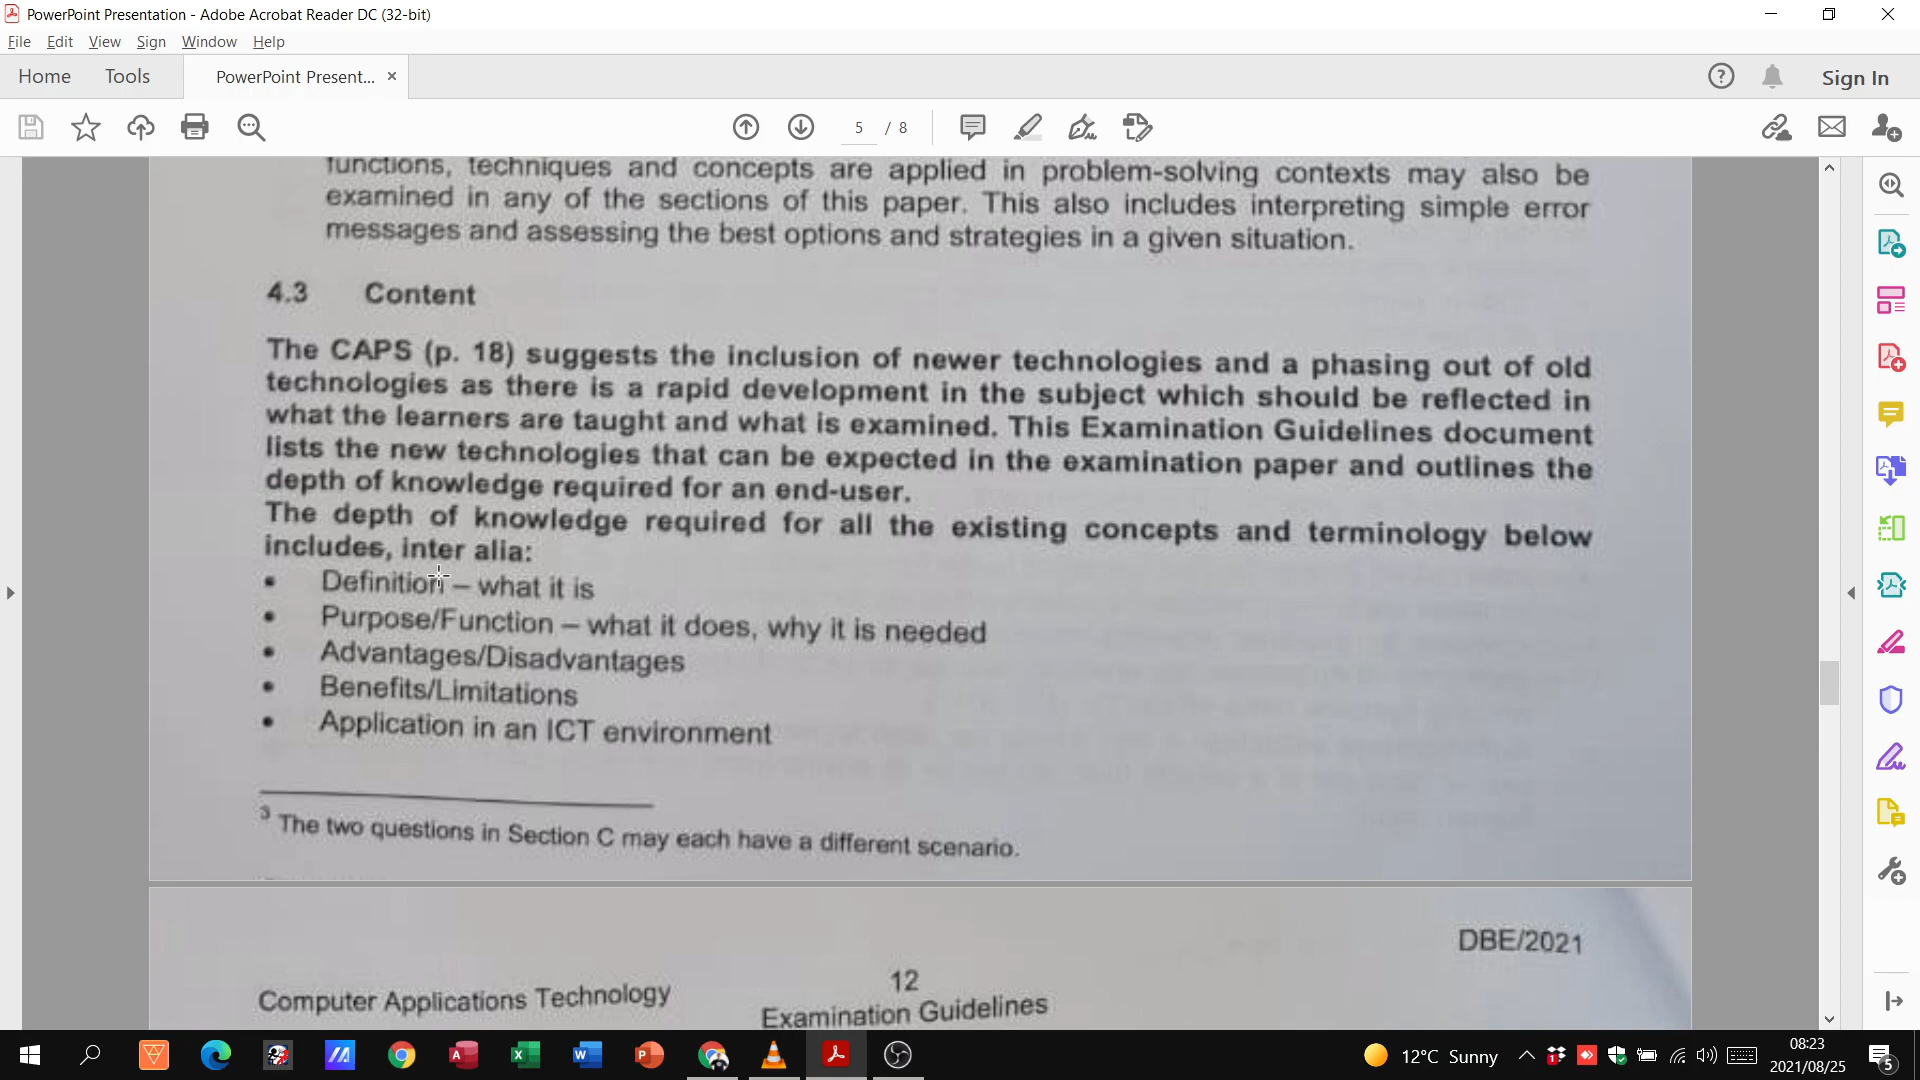 PowerPoint Presentation - Adobe Acrobat Reader DC (32-bit)
File Edit View Sign Window Help
Home Tools PowerPoint Present... ×
Sign In
5 / 8
functions, techniques and concepts are applied in problem-solving contexts may also be
examined in any of the sections of this paper. This also includes interpreting simple error
messages and assessing the best options and strategies in a given situation.
4.3 Content
The CAPS (p. 18) suggests the inclusion of newer technologies and a phasing out of old
technologies as there is a rapid development in the subject which should be reflected in
what the learners are taught and what is examined. This Examination Guidelines document
lists the new technologies that can be expected in the examination paper and outlines the
depth of knowledge required for an end-user.
The depth of knowledge required for all the existing concepts and terminology below
includes, inter alia:
• Definition – what it is
• Purpose/Function – what it does, why it is needed
• Advantages/Disadvantages
• Benefits/Limitations
• Application in an ICT environment
3 The two questions in Section C may each have a different scenario.
DBE/2021
12
Computer Applications Technology
Examination Guidelines
12°C Sunny
08:23
2021/08/25
5